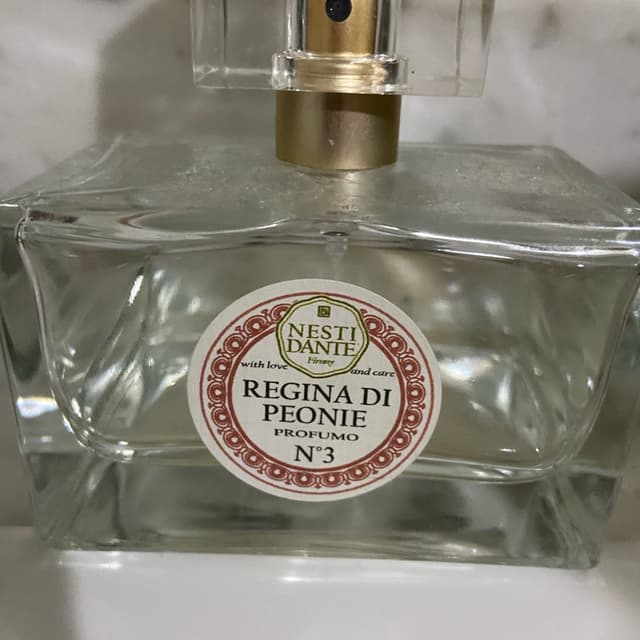 NESTI
DANTE
Firenze
with love and care
REGINA DI
PEONIE
PROFUMO
N°3